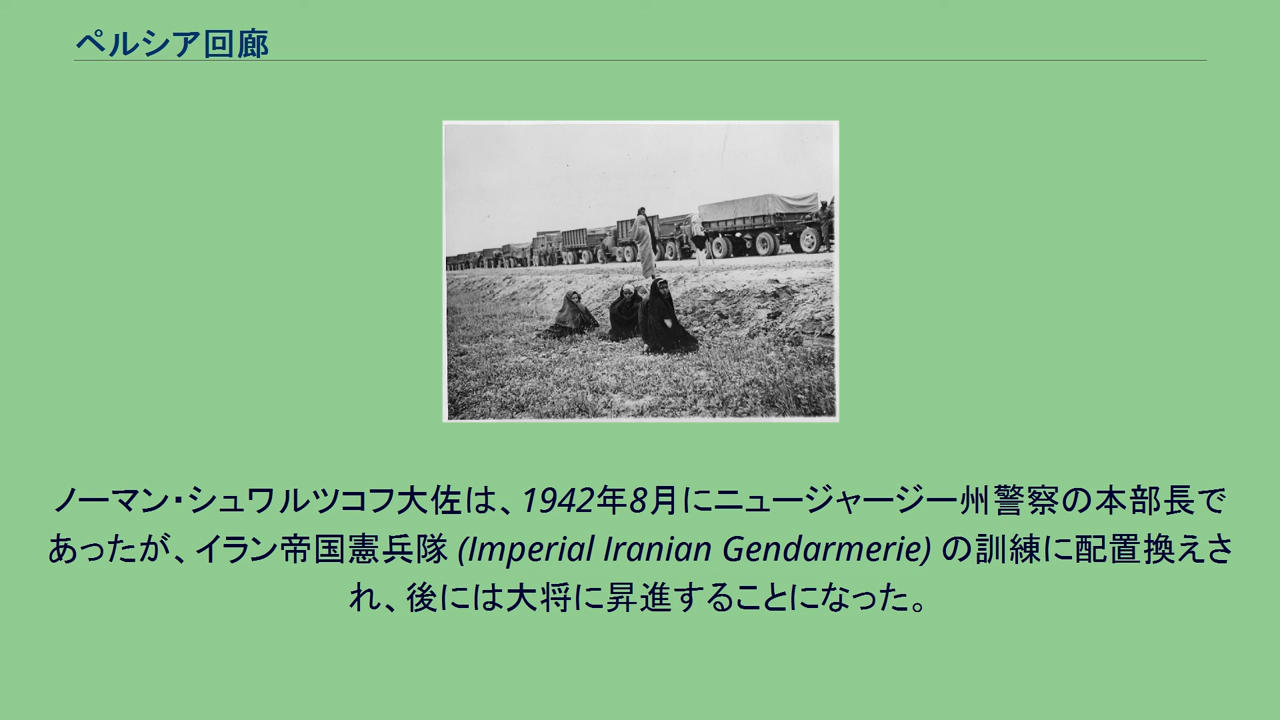 ペルシア回廊
ノーマン・シュワルツコフ大佐は、1942年8月にニュージャージー州警察の本部長で
あったが、イラン帝国憲兵隊 (Imperial Iranian Gendarmerie) の訓練に配置換えさ
れ、後には大将に昇進することになった。